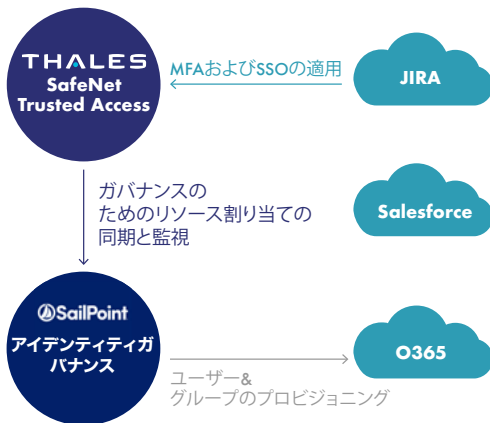 THALES
SafeNet
Trusted Access
MFAおよびSSOの適用
JIRA
ガバナンスの
ためのリソース割り当ての
同期と監視
Salesforce
SailPoint
アイデンティティガ
バナンス
O365
ユーザー&
グループのプロビジョニング